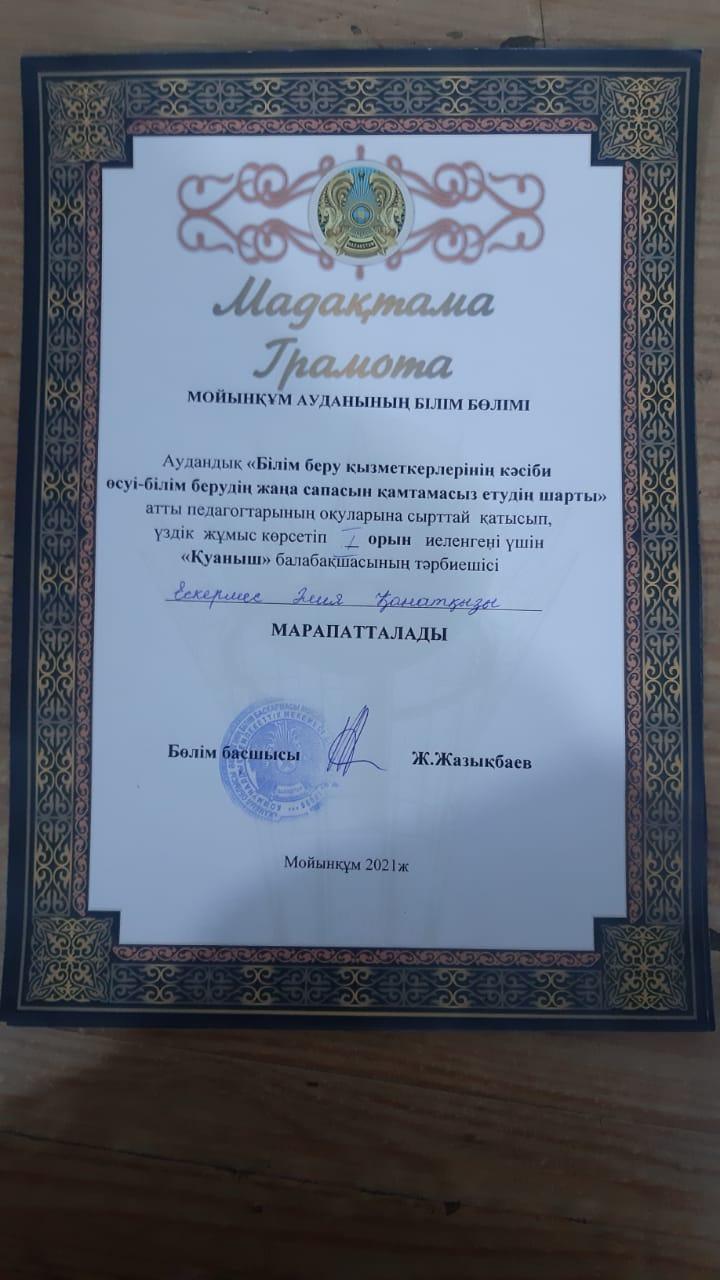 Мадақтама
Грамота
МОЙЫНҚҰМ АУДАНЫНЫҢ БІЛІМ БӨЛІМІ
Аудандық «Білім беру қызметкерлерінің кәсіби
өсуі-білім берудің жаңа сапасын қамтамасыз етудің шарты»
атты педагогтарының оқуларына сырттай қатысып,
үздік жұмыс көрсетіп I орын иеленгені үшін
«Қуаныш» балабақшасының тәрбиешісі
Ескермес Қонатқызы
МАРАПАТТАЛАДЫ
Бөлім басшысы Ж.Жазықбаев
Мойынқұм 2021ж